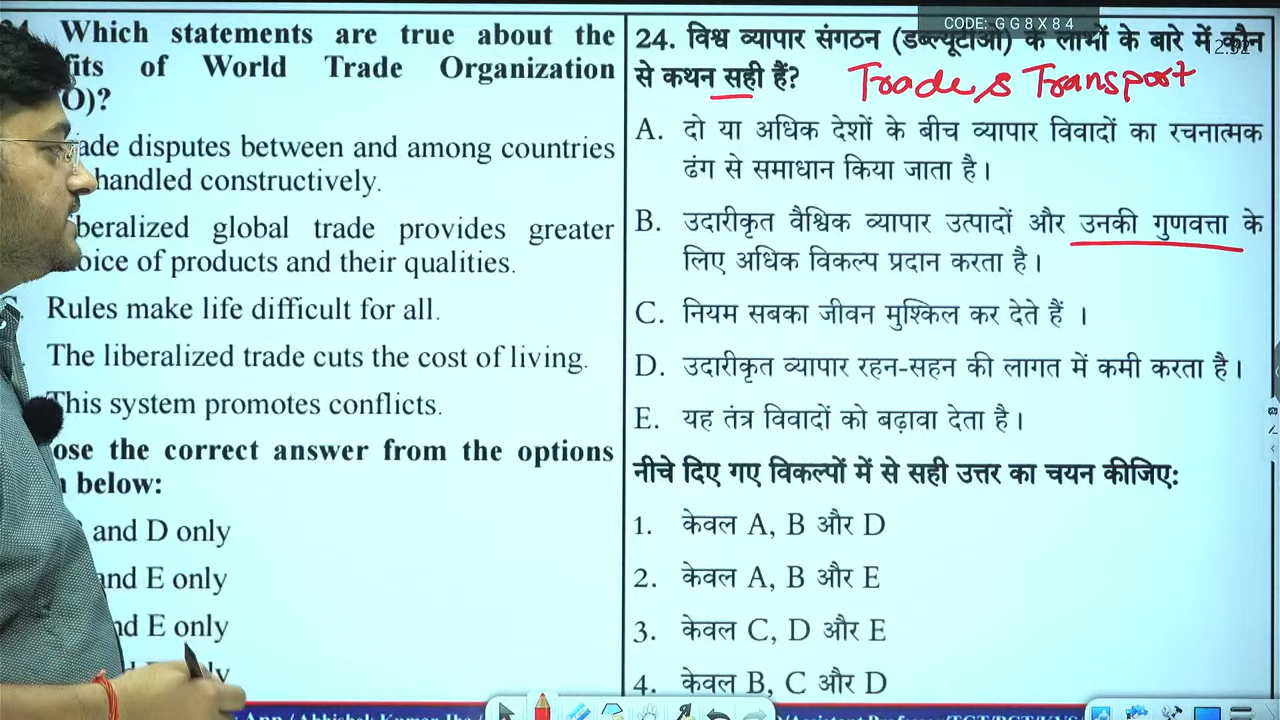 CODE: G G 8 X 8 4
Which statements are true about the
fits of World Trade Organization
O)?
ade disputes between and among countries
handled constructively.
beralized global trade provides greater
oice of products and their qualities.
Rules make life difficult for all.
The liberalized trade cuts the cost of living.
This system promotes conflicts.
ose the correct answer from the options
below:
and D only
and E only
nd E only
24. विश्व व्यापार संगठन (डब्ल्यूटीओ) के लाभों के बारे में कौन
से कथन सही हैं?
Trade & Transport
A. दो या अधिक देशों के बीच व्यापार विवादों का रचनात्मक
ढंग से समाधान किया जाता है।
B. उदारीकृत वैश्विक व्यापार उत्पादों और उनकी गुणवत्ता के
लिए अधिक विकल्प प्रदान करता है।
C. नियम सबका जीवन मुश्किल कर देते हैं ।
D. उदारीकृत व्यापार रहन-सहन की लागत में कमी करता है।
E. यह तंत्र विवादों को बढ़ावा देता है।
नीचे दिए गए विकल्पों में से सही उत्तर का चयन कीजिए:
1. केवल A, B और D
2. केवल A, B और E
3. केवल C, D और E
4. केवल B, C और D